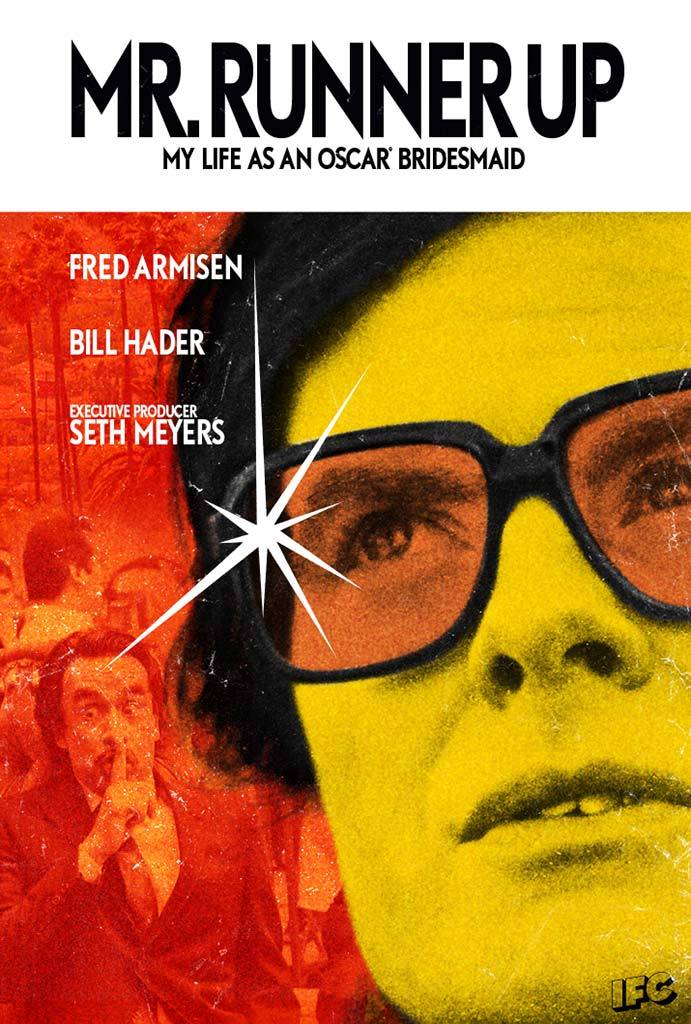 MR. RUNNER UP
MY LIFE AS AN OSCAR® BRIDESMAID
FRED ARMISEN
BILL HADER
EXECUTIVE PRODUCER
SETH MEYERS
IFC